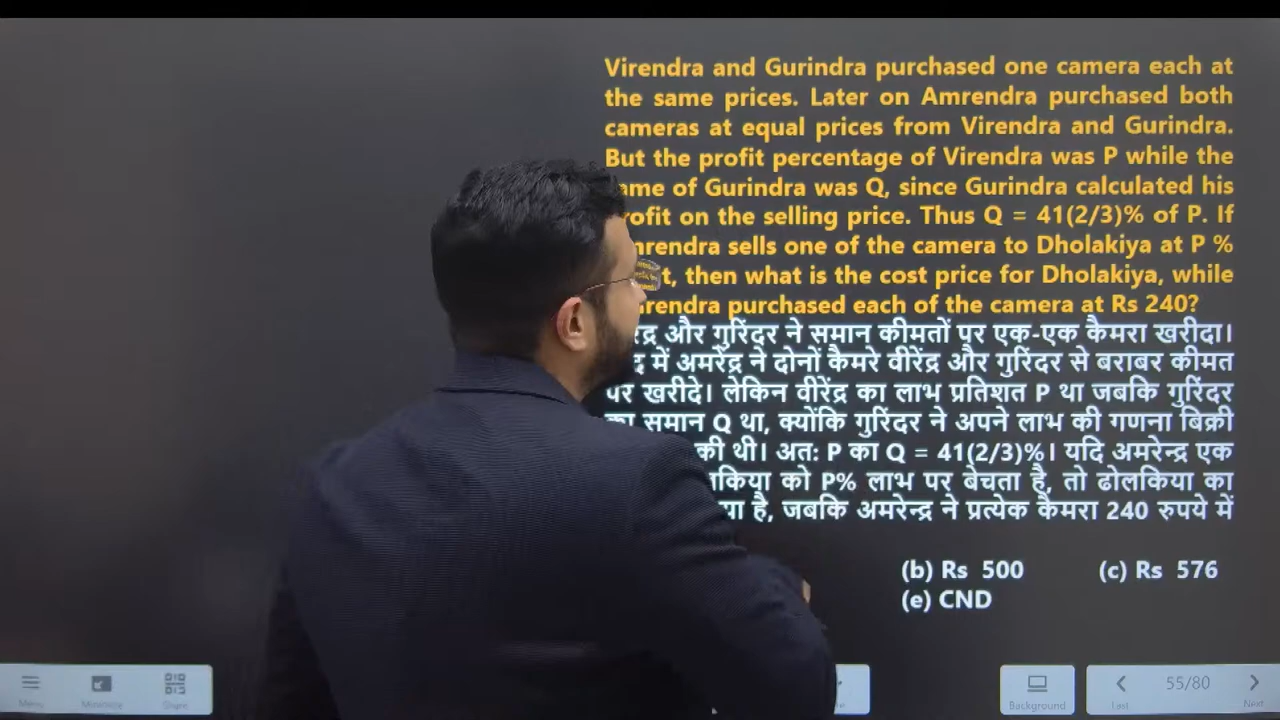 Virendra and Gurindra purchased one camera each at
the same prices. Later on Amrendra purchased both
cameras at equal prices from Virendra and Gurindra.
But the profit percentage of Virendra was P while the
of Gurindra was Q, since Gurindra calculated his
on the selling price. Thus Q = 41(2/3)% of P. If
sells one of the camera to Dholakiya at P %
then what is the cost price for Dholakiya, while
purchased each of the camera at Rs 240?
और गुरिंदर ने समान कीमतों पर एक-एक कैमरा खरीदा।
में अमरेंद्र ने दोनों कैमरे वीरेंद्र और गुरिंदर से बराबर कीमत
पर खरीदे। लेकिन वीरेंद्र का लाभ प्रतिशत P था जबकि गुरिंदर
का समान Q था, क्योंकि गुरिंदर ने अपने लाभ की गणना बिक्री
की थी। अत: P का Q = 41(2/3)%। यदि अमरेन्द्र एक
को P% लाभ पर बेचता है, तो ढोलकिया का
है, जबकि अमरेन्द्र ने प्रत्येक कैमरा 240 रुपये में
(b) Rs 500 (c) Rs 576
(e) CND
Menu Minimize Share Background Last 55/80 Next